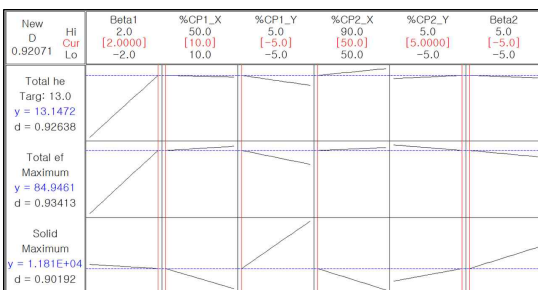 New
D
0.92071
Hi
Cur
Lo
Beta1
2.0
[2.0000]
-2.0
%CP1_X
50.0
[10.0]
10.0
%CP1_Y
5.0
[-5.0]
-5.0
%CP2_X
90.0
[50.0]
50.0
%CP2_Y
5.0
[5.0000]
-5.0
Beta2
5.0
[-5.0]
-5.0
Total he
Targ: 13.0
y = 13.1472
d = 0.92638
Total ef
Maximum
y = 84.9461
d = 0.93413
Solid
Maximum
y = 1.181E+04
d = 0.90192